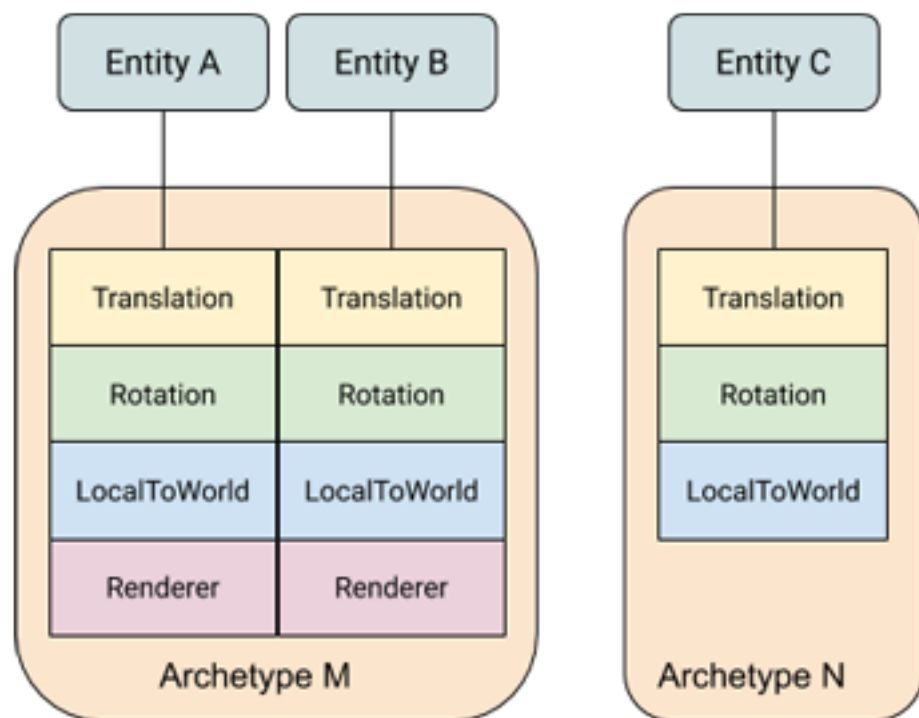 Entity A Entity B Entity C
Translation Translation Translation
Rotation Rotation Rotation
LocalToWorld LocalToWorld LocalToWorld
Renderer Renderer
Archetype M Archetype N